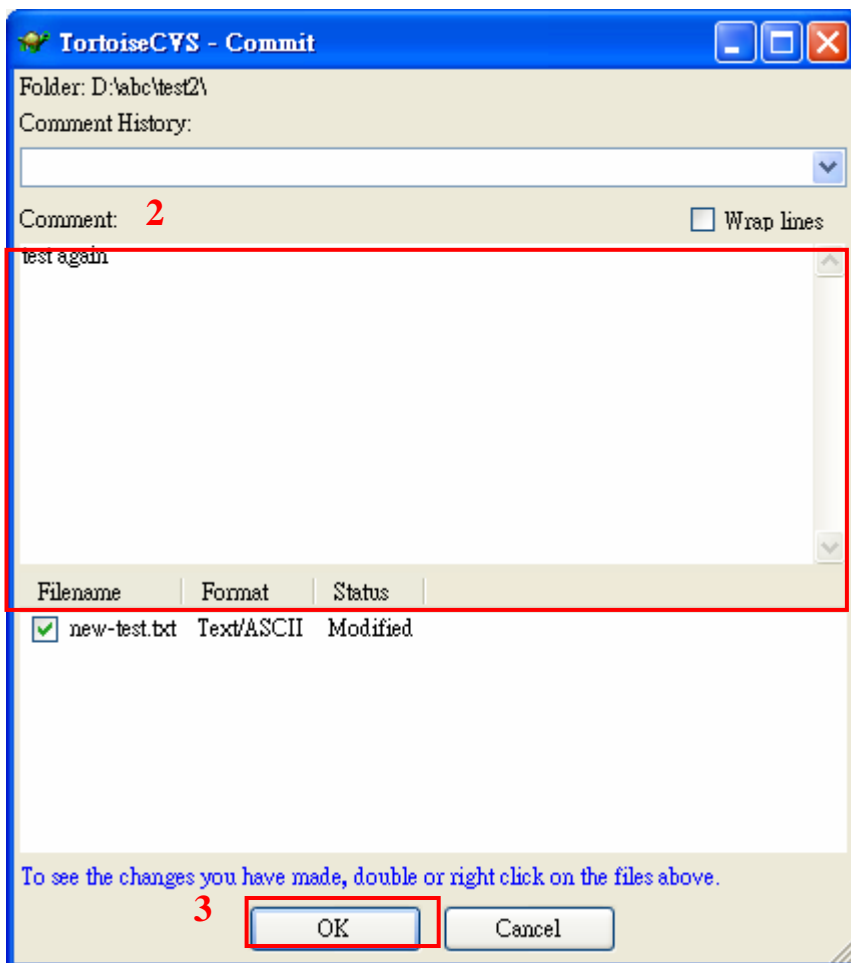 TortoiseCVS - Commit
Folder: D:\abc\test2\
Comment History:
Comment: 2 Wrap lines
test again
Filename Format Status
new-test.txt Text/ASCII Modified
To see the changes you have made, double or right click on the files above.
3 OK Cancel